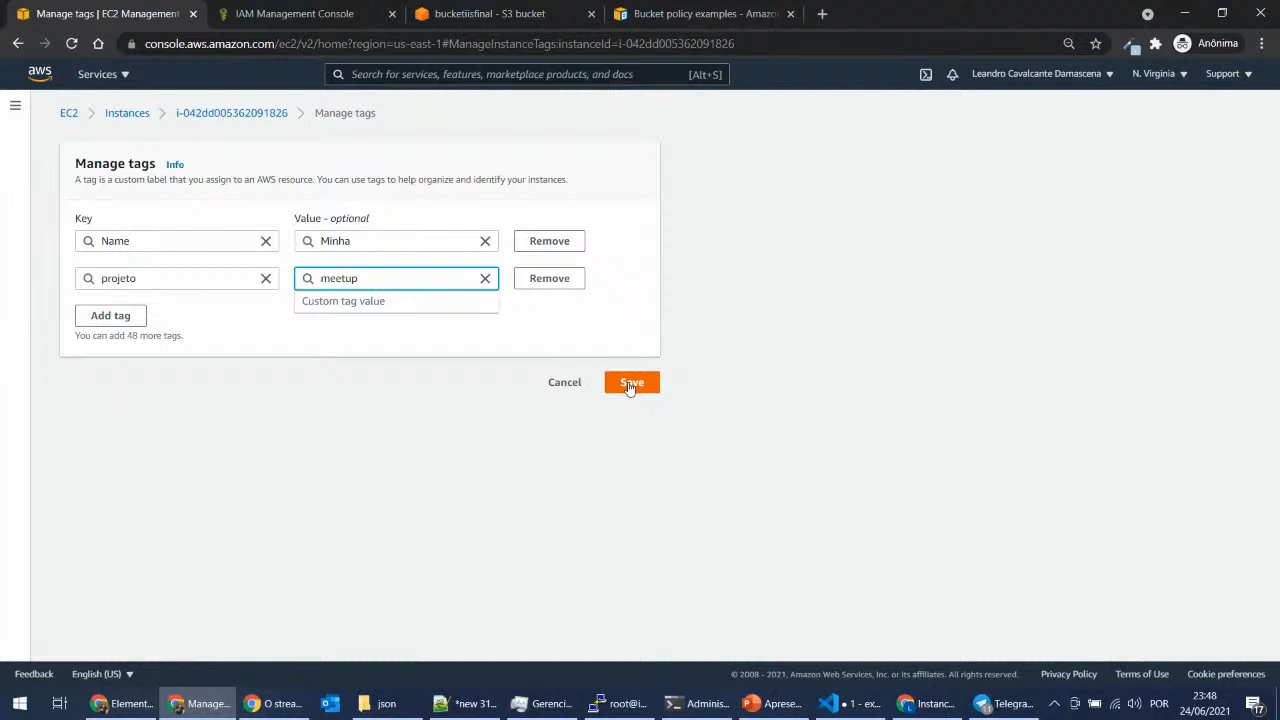 Manage tags | EC2 Management
IAM Management Console
bucketiisfinal - S3 bucket
Bucket policy examples - Amazo
console.aws.amazon.com/ec2/v2/home?region=us-east-1#ManageInstanceTags:instanceId=i-042dd005362091826
Anônima
aws
Services
Search for services, features, marketplace products, and docs
[Alt+S]
Leandro Cavalcante Damascena
N. Virginia
Support
EC2
Instances
i-042dd005362091826
Manage tags
Manage tags Info
A tag is a custom label that you assign to an AWS resource. You can use tags to help organize and identify your instances.
Key
Value - optional
Name
Minha
Remove
projeto
meetup
Remove
Custom tag value
Add tag
You can add 48 more tags.
Cancel
Save
Feedback
English (US)
© 2008 - 2021, Amazon Web Services, Inc. or its affiliates. All rights reserved.
Privacy Policy
Terms of Use
Cookie preferences
Element...
Manage...
O strea...
json
*new 31...
Gerenci...
root@i...
Adminis...
Aprese...
● 1 - ex...
Instanc...
Telegra...
POR
23:48
24/06/2021